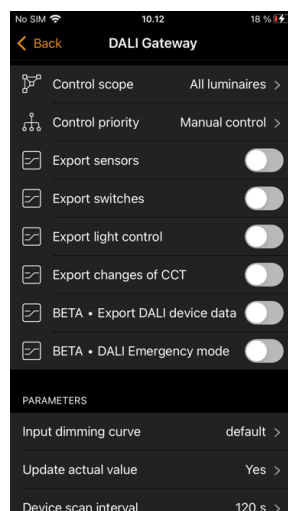 No SIM 10.12 18 %
Back DALI Gateway
Control scope All luminaires
Control priority Manual control
Export sensors
Export switches
Export light control
Export changes of CCT
BETA • Export DALI device data
BETA • DALI Emergency mode
PARAMETERS
Input dimming curve default
Update actual value Yes
Device scan interval 120 s